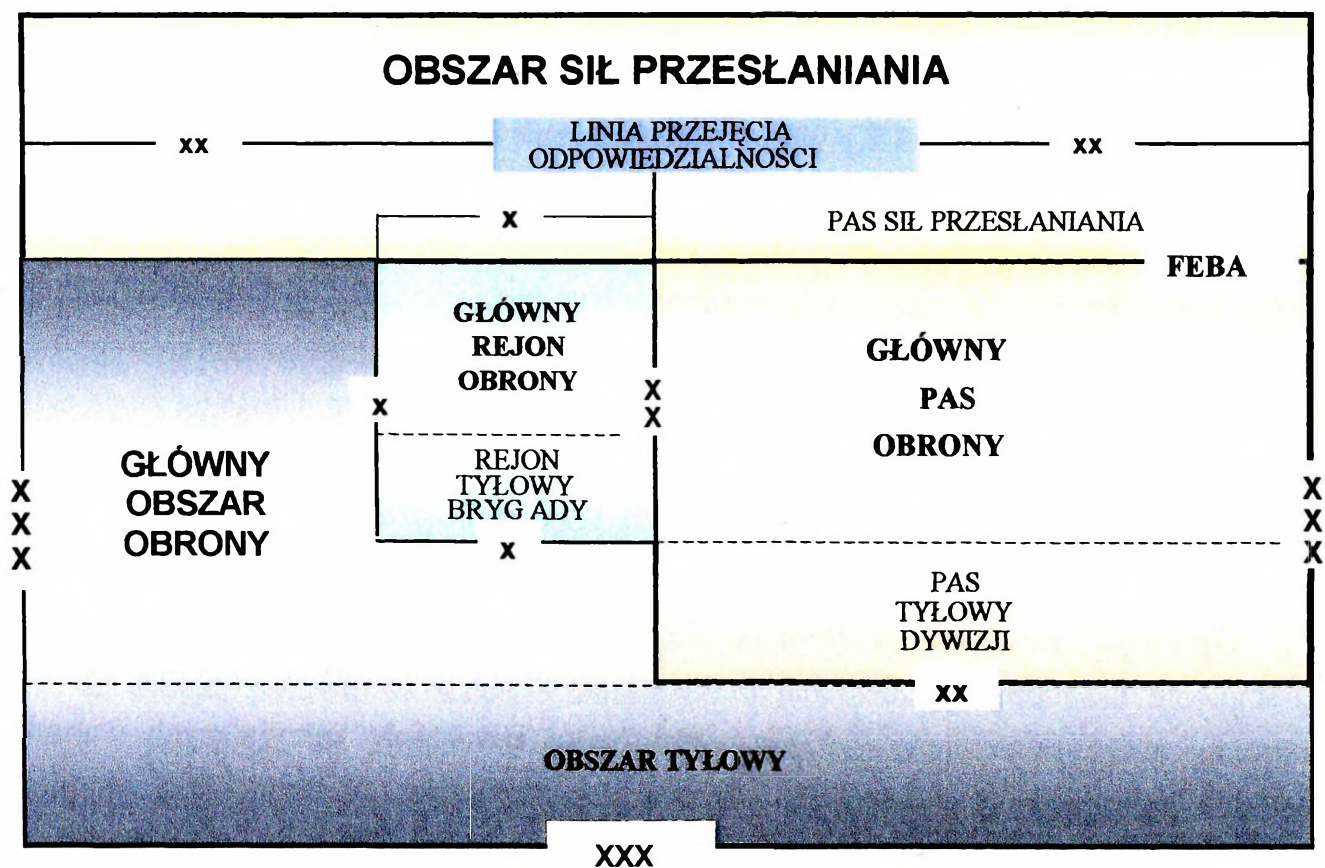 OBSZAR SIŁ PRZESŁANIANIA
xx
LINIA PRZEJĘCIA
ODPOWIEDZIALNOŚCI
xx
x
PAS SIŁ PRZESŁANIANIA
FEBA
GŁÓWNY
REJON
OBRONY
GŁÓWNY
PAS
OBRONY
x
X
X
REJON
TYŁOWY
BRYG ADY
GŁÓWNY
OBSZAR
OBRONY
X
X
X
X
X
X
x
PAS
TYŁOWY
DYWIZJI
xx
OBSZAR TYŁOWY
XXX